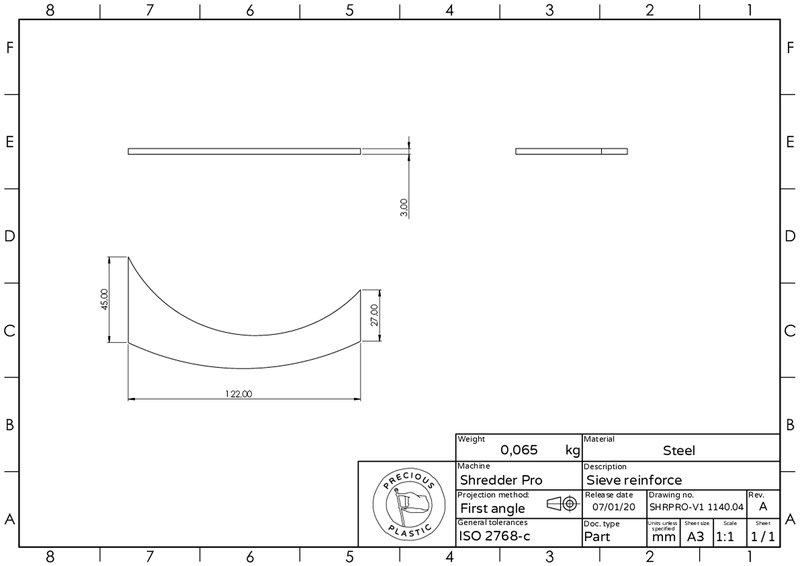 8 7 6 5 4 3 2 1
F F
E E
3.00
D D
45.00
27.00
C C
122.00
B B
Weight
0,065 kg
Material
Steel
Machine
Shredder Pro
Description
Sieve reinforce
PRECIOUS
PLASTIC
Projection method:
First angle
Release date
07/01/20
Drawing no.
SHRPRO-V1 1140.04
Rev.
A
General tolerances
ISO 2768-c
Doc. type
Part
Units unless
specified
mm
Sheet size
A3
Scale
1:1
Sheet
1 / 1
A A
8 7 6 5 4 3 2 1